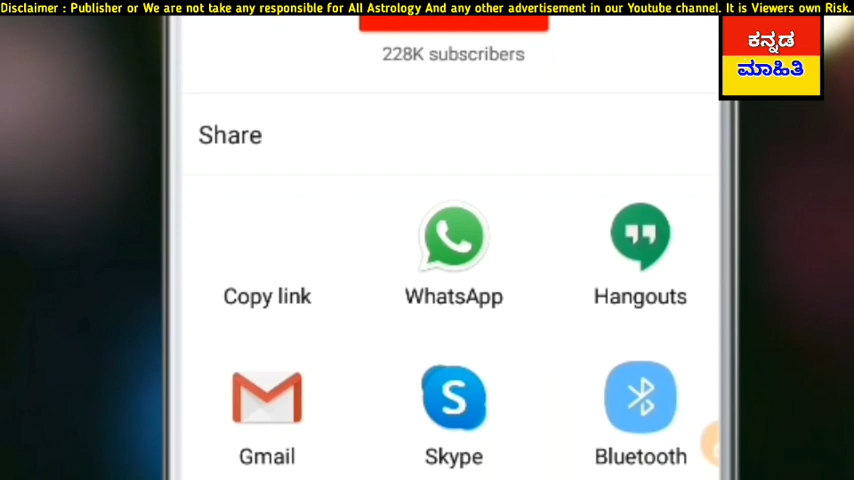 Disclaimer : Publisher or We are not take any responsible for All Astrology And any other advertisement in our Youtube channel. It is Viewers own Risk.
ಕನ್ನಡ
ಮಾಹಿತಿ
228K subscribers
Share
Copy link
WhatsApp
Hangouts
Gmail
Skype
Bluetooth